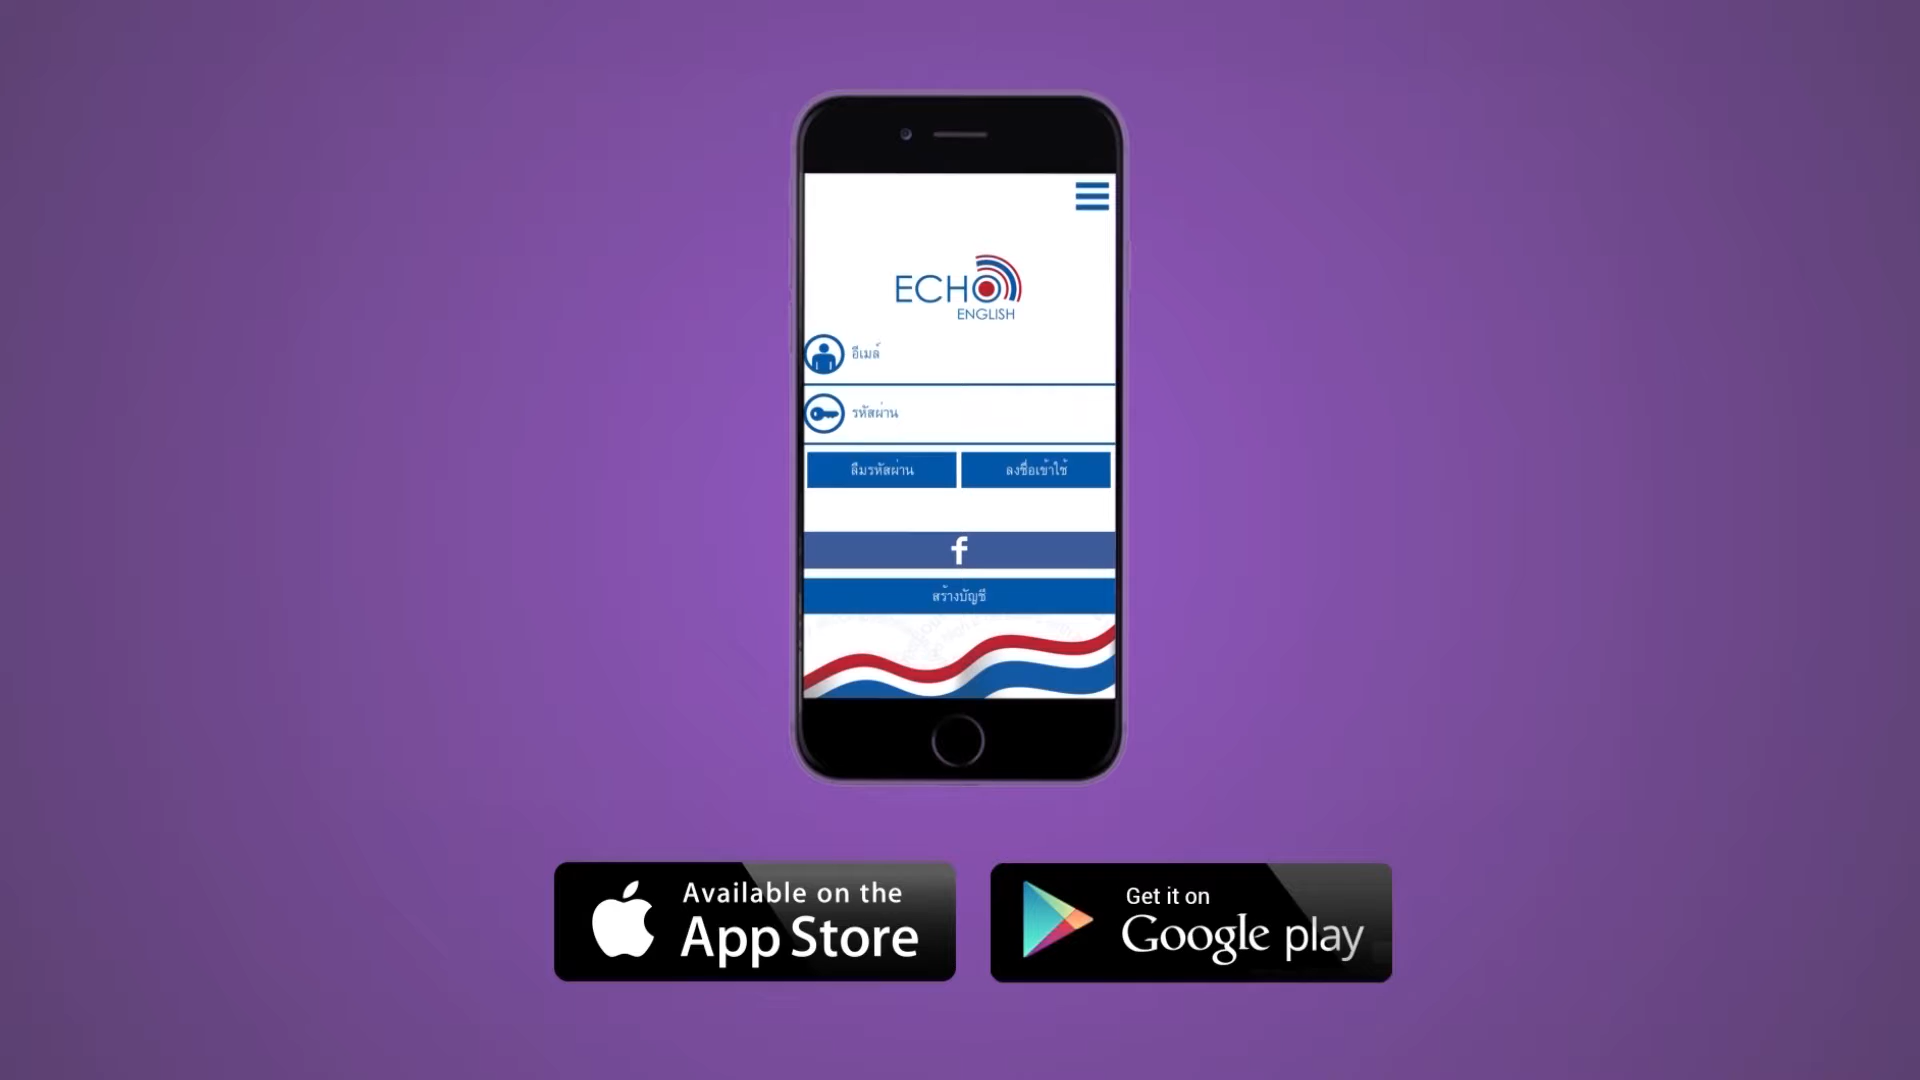 ECHO
ENGLISH
อีเมล์
รหัสผ่าน
ลืมรหัสผ่าน
ลงชื่อเข้าใช้
f
สร้างบัญชี
Available on the
App Store
Get it on
Google play